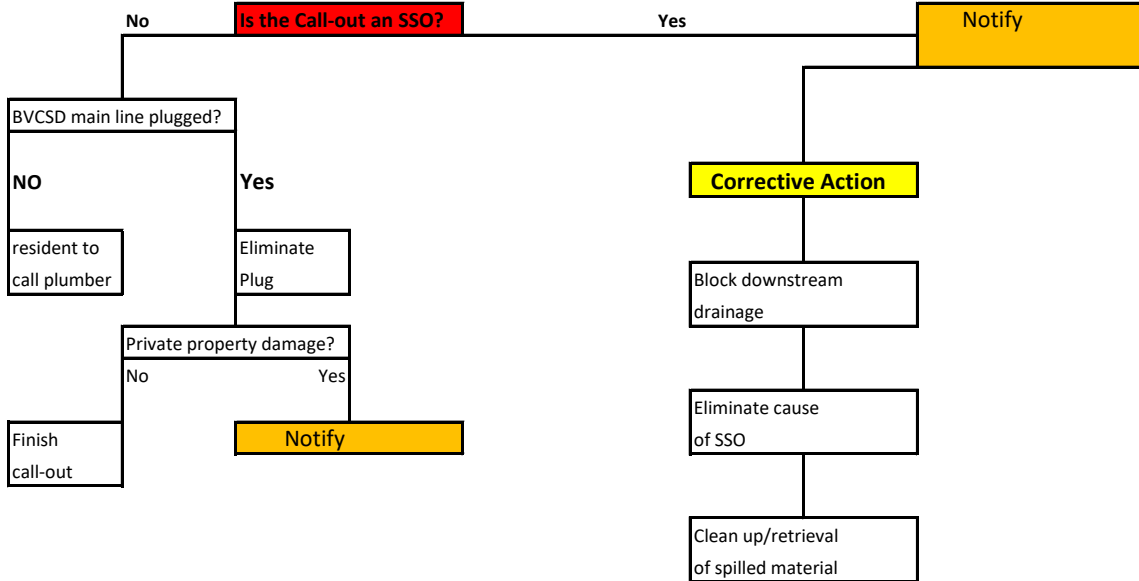 No
Is the Call-out an SSO?
Yes
Notify
BVCSD main line plugged?
NO
Yes
Corrective Action
resident to
call plumber
Eliminate
Plug
Block downstream
drainage
Private property damage?
No
Yes
Eliminate cause
of SSO
Finish
call-out
Notify
Clean up/retrieval
of spilled material